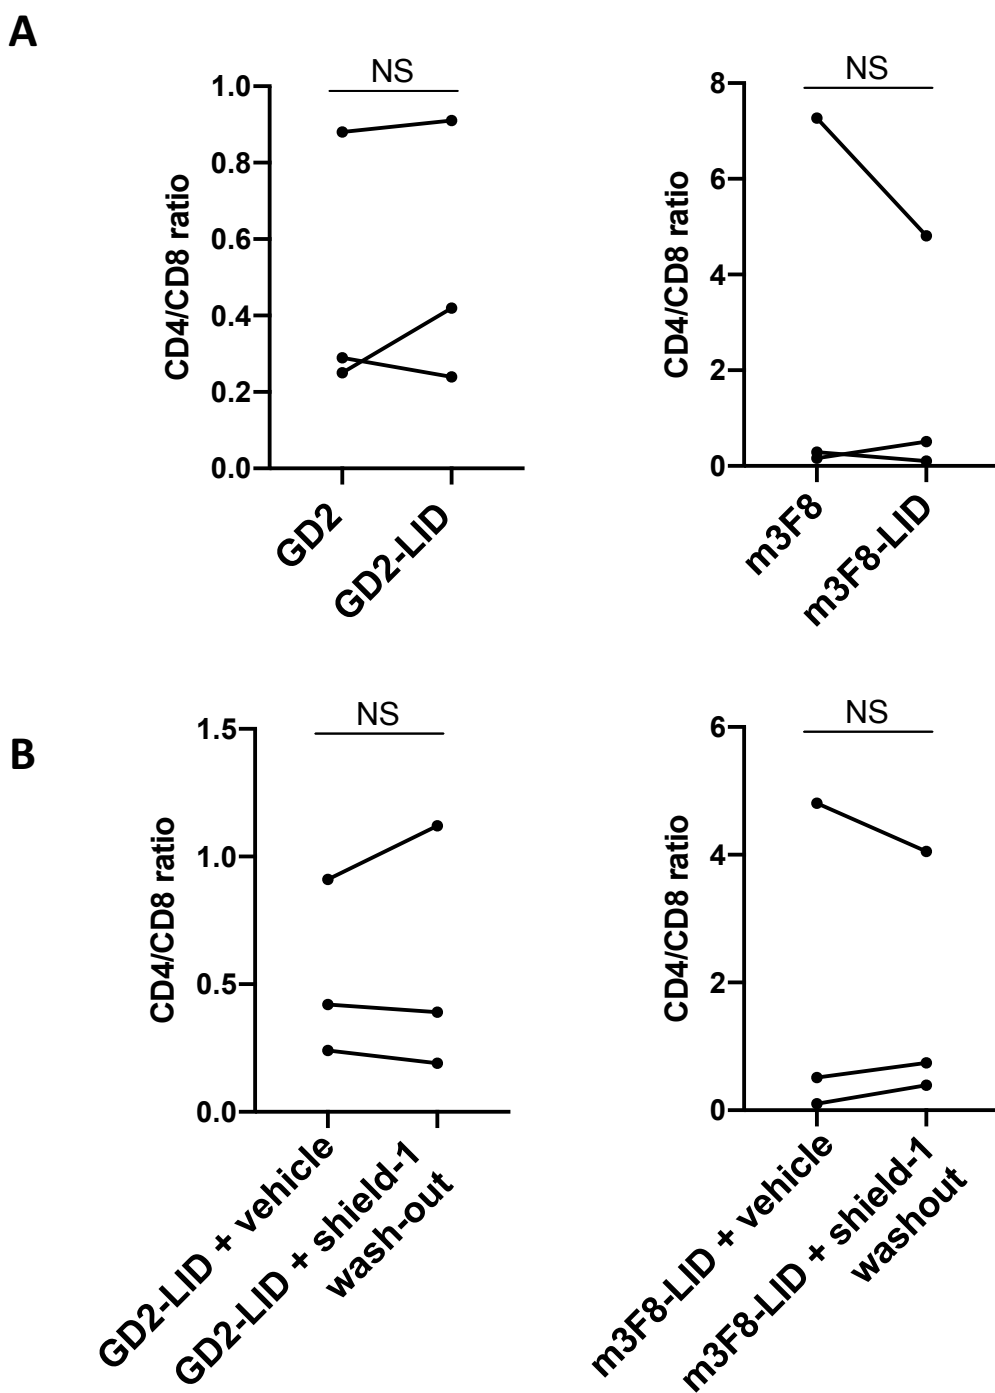 A
NS
1.0
0.8
0.6
0.4
0.2
0.0
CD4/CD8 ratio
GD2
GD2-LID
NS
8
6
4
2
0
CD4/CD8 ratio
m3F8
m3F8-LID
B
NS
1.5
1.0
0.5
0.0
CD4/CD8 ratio
GD2-LID + vehicle
GD2-LID + shield-1
wash-out
NS
6
4
2
0
CD4/CD8 ratio
m3F8-LID + vehicle
m3F8-LID + shield-1
washout